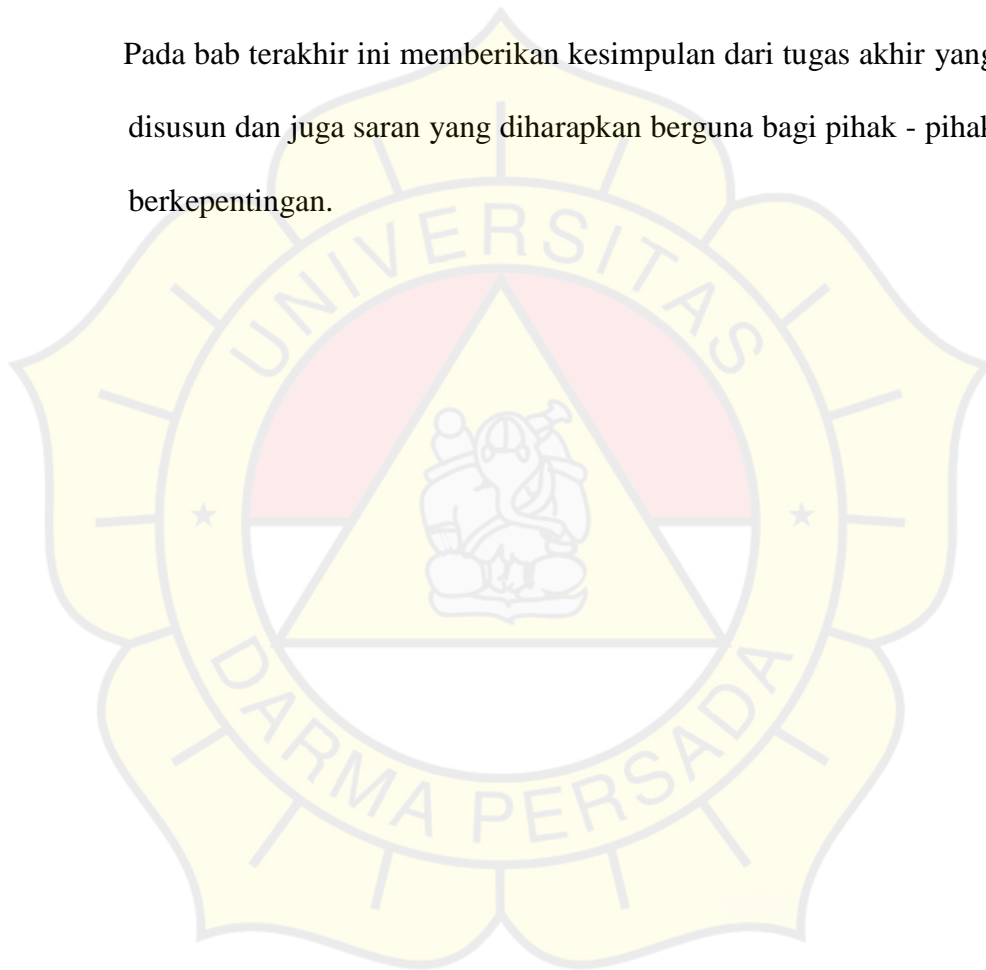 Pada bab terakhir ini memberikan kesimpulan dari tugas akhir yang
disusun dan juga saran yang diharapkan berguna bagi pihak - pihak
berkepentingan.
UNIVERSITAS
DARMA PERSADA